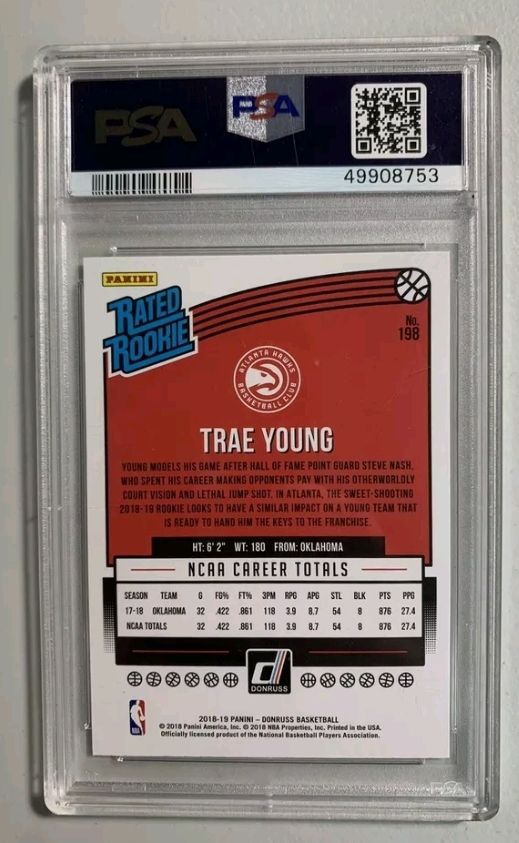 PSA
PSA
49908753
PANINI
RATED
ROOKIE
No.
198
ATLANTA HAWKS
BASKETBALL CLUB
TRAE YOUNG
YOUNG MODELS HIS GAME AFTER HALL OF FAME POINT GUARD STEVE NASH,
WHO SPENT HIS CAREER MAKING OPPONENTS PAY WITH HIS OTHERWORLDLY
COURT VISION AND LETHAL JUMP SHOT. IN ATLANTA, THE SWEET-SHOOTING
2018-19 ROOKIE LOOKS TO HAVE A SIMILAR IMPACT ON A YOUNG TEAM THAT
IS READY TO HAND HIM THE KEYS TO THE FRANCHISE.
HT: 6' 2" WT: 180 FROM: OKLAHOMA
NCAA CAREER TOTALS
SEASON TEAM G FG% FT% 3PM RPG APG STL BLK PTS PPG
17-18 OKLAHOMA 32 .422 .861 118 3.9 8.7 54 8 876 27.4
NCAA TOTALS 32 .422 .861 118 3.9 8.7 54 8 876 27.4
d
DONRUSS
NBA
2018-19 PANINI – DONRUSS BASKETBALL
© 2018 Panini America, Inc. © 2018 NBA Properties, Inc. Printed in the USA.
Officially licensed product of the National Basketball Players Association.